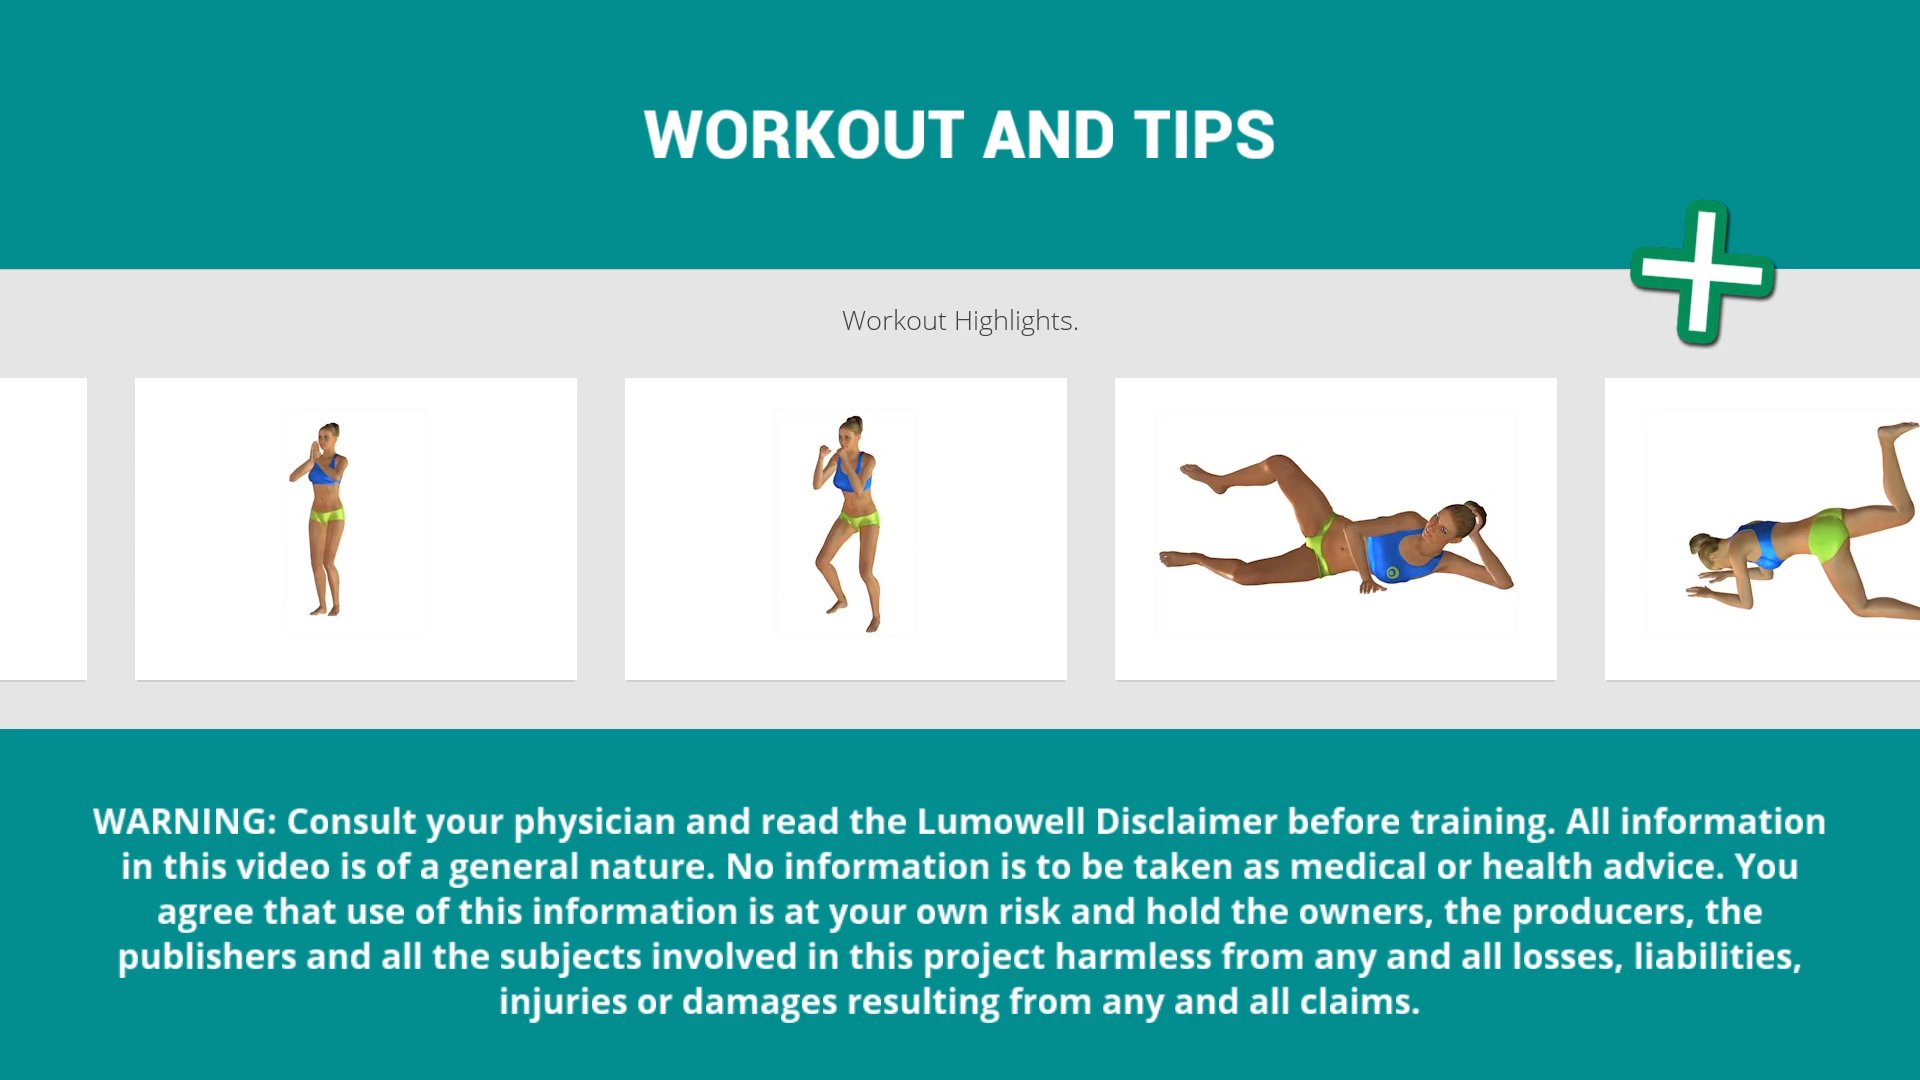 WORKOUT AND TIPS
Workout Highlights.
WARNING: Consult your physician and read the Lumowell Disclaimer before training. All information
in this video is of a general nature. No information is to be taken as medical or health advice. You
agree that use of this information is at your own risk and hold the owners, the producers, the
publishers and all the subjects involved in this project harmless from any and all losses, liabilities,
injuries or damages resulting from any and all claims.